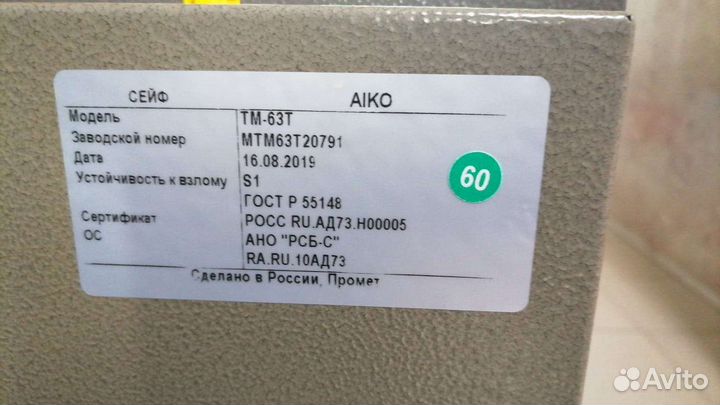 СЕЙФ AIKO
Модель ТМ-63Т
Заводской номер МТМ63Т20791
Дата 16.08.2019
Устойчивость к взлому S1
ГОСТ Р 55148
Сертификат РОСС RU.АД73.Н00005
ОС АНО "РСБ-С"
RA.RU.10АД73
Сделано в России, Промет
60
Avito